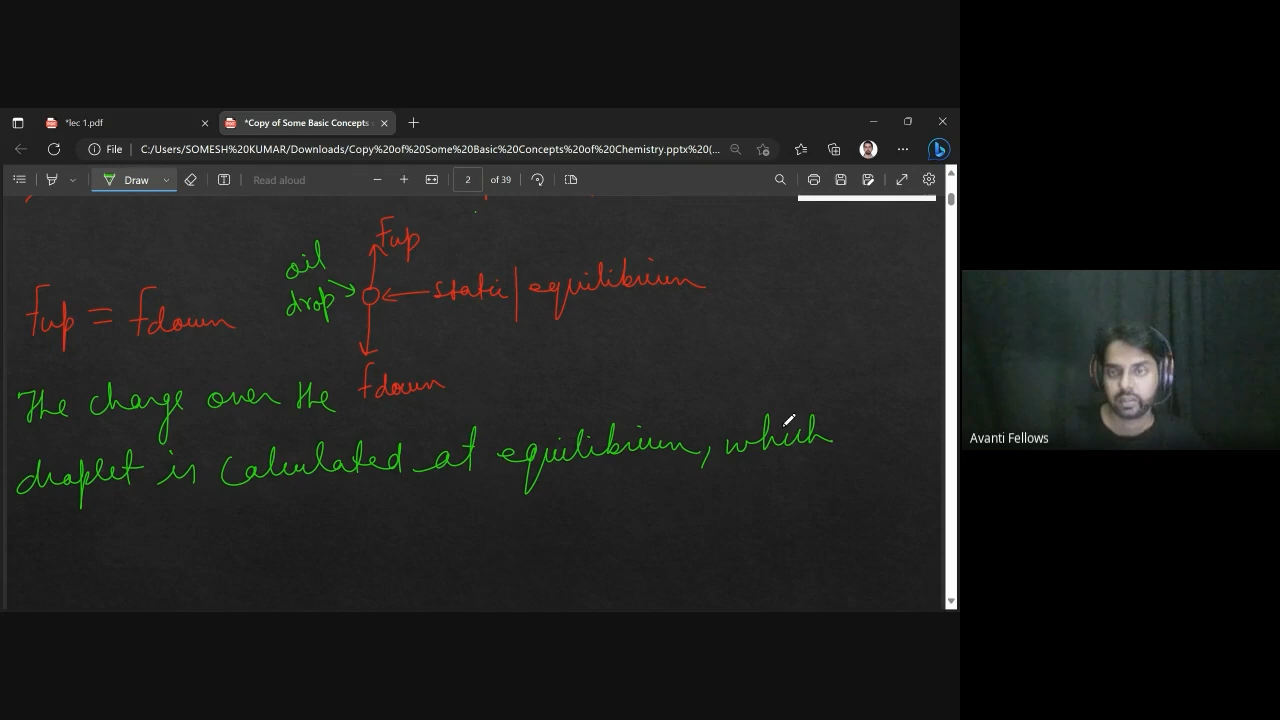 *lec 1.pdf
*Copy of Some Basic Concepts
File
C:/Users/SOMESH%20KUMAR/Downloads/Copy%20of%20Some%20Basic%20Concepts%20of%20Chemistry.pptx%20(...
Draw
Read aloud
2 of 39
Fup
oil
drop
static | equilibrium
Fup = fdown
fdown
The charge over the
droplet is calculated at equilibrium, which
Avanti Fellows